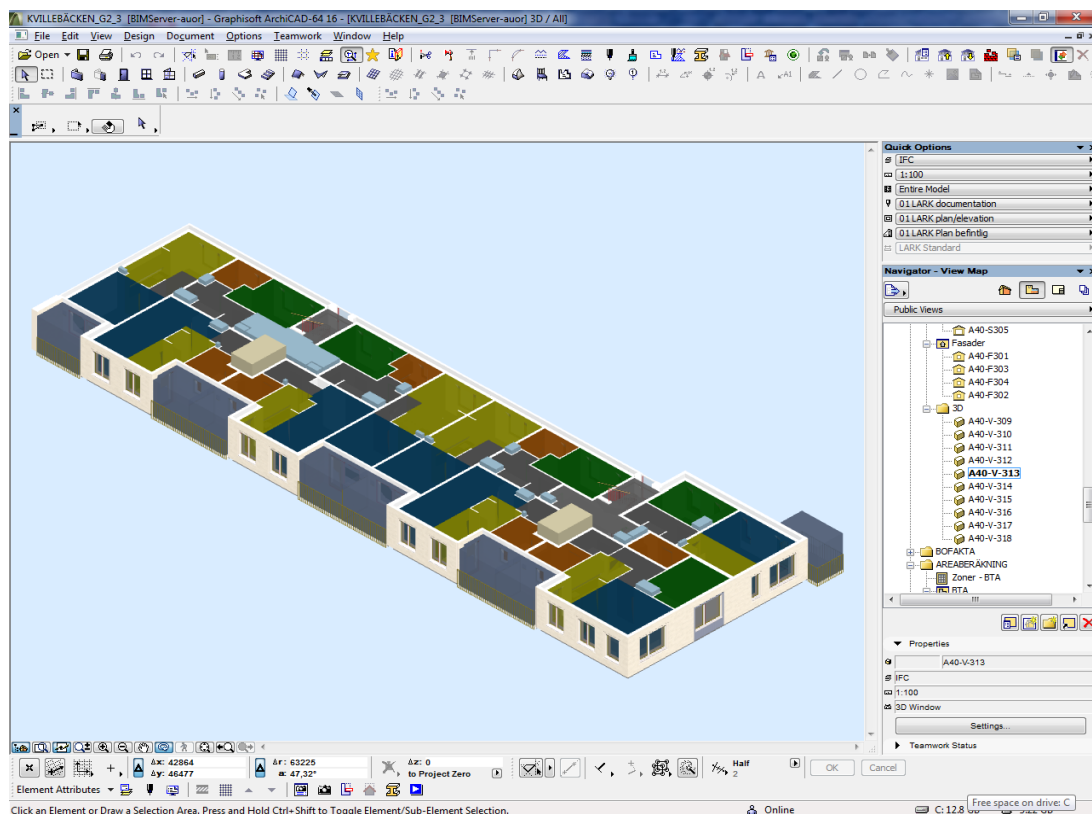 KVILLEBÄCKEN_G2_3 [BIMServer-auor] - Graphisoft ArchiCAD-64 16 - [KVILLEBÄCKEN_G2_3 [BIMServer-auor] 3D / All]
File Edit View Design Document Options Teamwork Window Help
Open
Quick Options
IFC
1:100
Entire Model
01 LARK documentation
01 LARK plan/elevation
01 LARK Plan befintlig
LARK Standard
Navigator - View Map
Public Views
A40-S305
Fasader
A40-F301
A40-F303
A40-F304
A40-F302
3D
A40-V-309
A40-V-310
A40-V-311
A40-V-312
A40-V-313
A40-V-314
A40-V-315
A40-V-316
A40-V-317
A40-V-318
BOFAKTA
AREABERÄKNING
Zoner - BTA
BTA
Properties
A40-V-313
IFC
1:100
3D Window
Settings...
Teamwork Status
Δx: 42864 Δr: 63225 Δz: 0 Half
Δy: 46477 a: 47,32° to Project Zero 2 OK Cancel
Element Attributes
Click an Element or Draw a Selection Area. Press and Hold Ctrl+Shift to Toggle Element/Sub-Element Selection. Online C: 12.8
Free space on drive: C